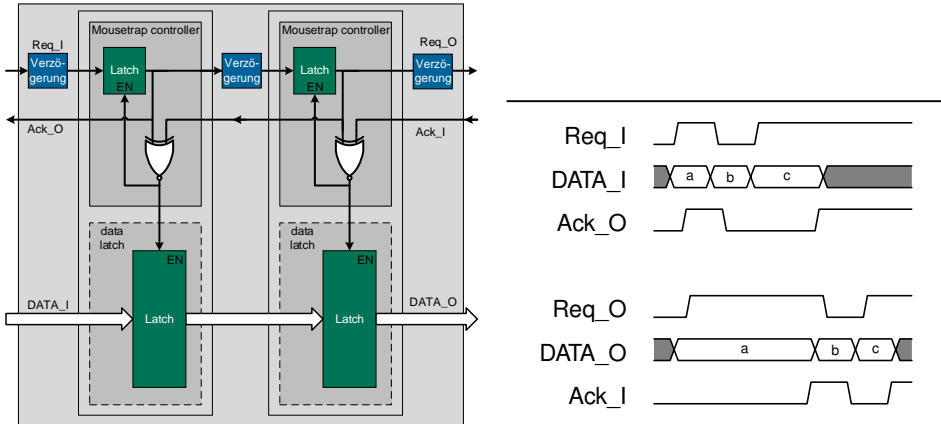 Mousetrap controller
Mousetrap controller
Req_I
Req_O
Verzö-
gerung
Latch
EN
Verzö-
gerung
Latch
EN
Verzö-
gerung
Ack_O
Ack_I
data
latch
data
latch
EN
EN
DATA_I
DATA_O
Latch
Latch
Req_I
DATA_I
a
b
c
Ack_O
Req_O
DATA_O
a
b
c
Ack_I